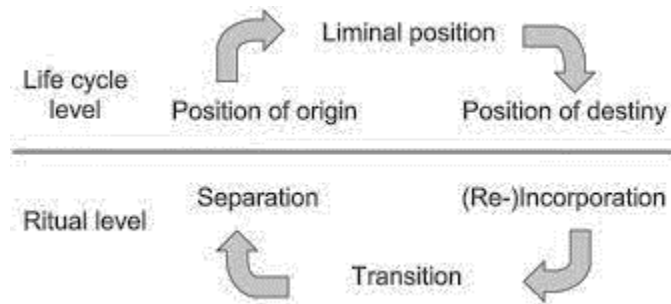 Liminal position
Life cycle
level
Position of origin
Position of destiny
Separation
(Re-)Incorporation
Ritual level
Transition